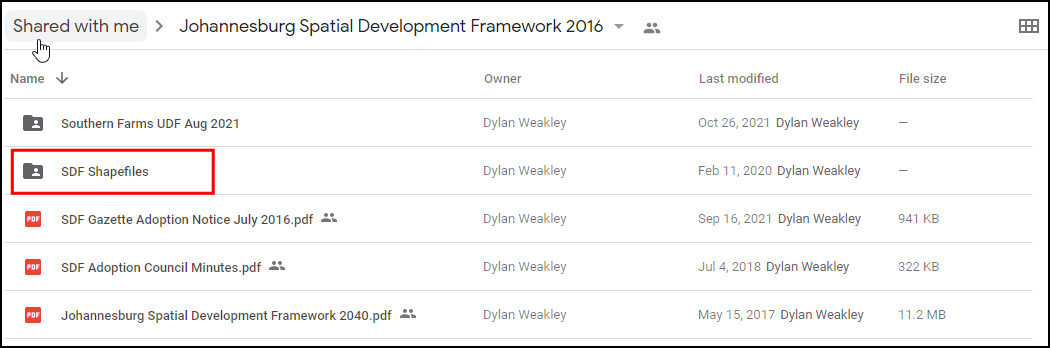 Shared with me > Johannesburg Spatial Development Framework 2016
Name Owner Last modified File size
Southern Farms UDF Aug 2021 Dylan Weakley Oct 26, 2021 Dylan Weakley —
SDF Shapefiles Dylan Weakley Feb 11, 2020 Dylan Weakley —
PDF SDF Gazette Adoption Notice July 2016.pdf Dylan Weakley Sep 16, 2021 Dylan Weakley 941 KB
PDF SDF Adoption Council Minutes.pdf Dylan Weakley Jul 4, 2018 Dylan Weakley 322 KB
PDF Johannesburg Spatial Development Framework 2040.pdf Dylan Weakley May 15, 2017 Dylan Weakley 11.2 MB